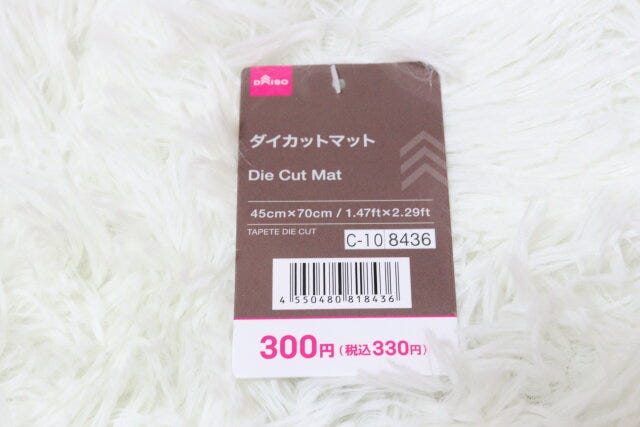 DAISO
ダイカットマット
Die Cut Mat
45cm×70cm / 1.47ft×2.29ft
TAPETE DIE CUT
C-10 8436
4 550480 818436
300円(税込330円)